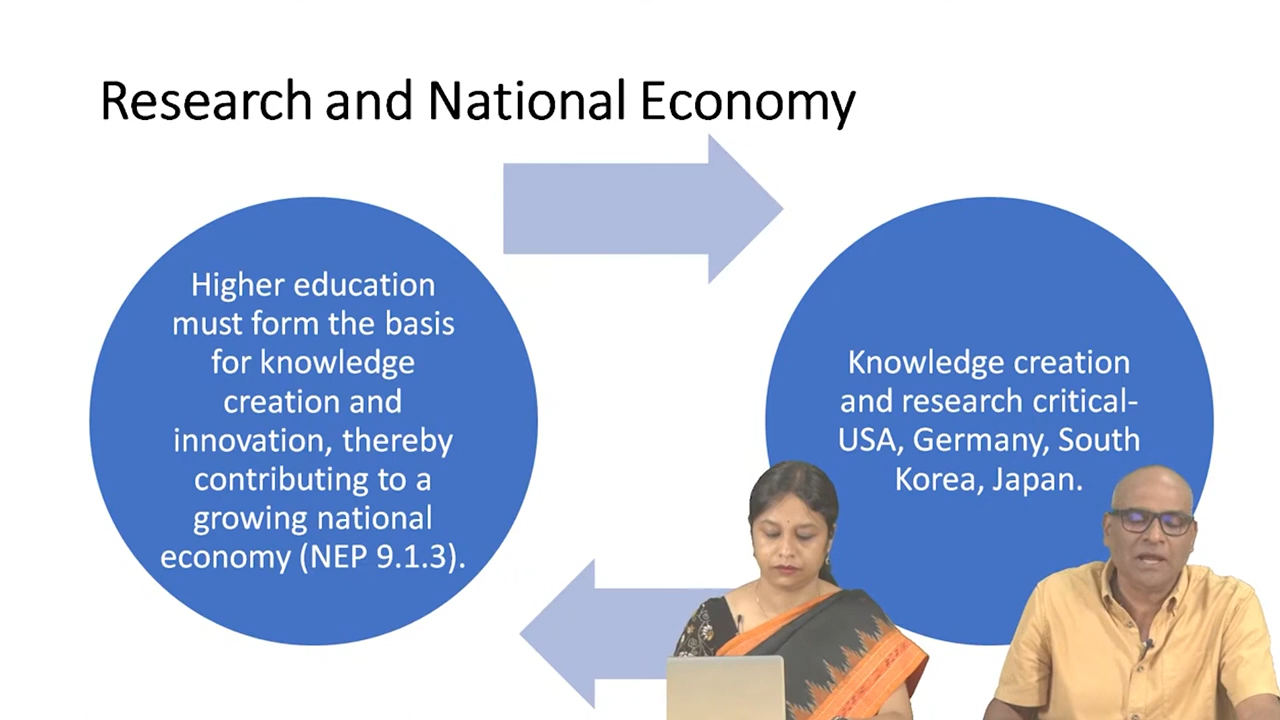 Research and National Economy
Higher education
must form the basis
for knowledge
creation and
innovation, thereby
contributing to a
growing national
economy (NEP 9.1.3).
Knowledge creation
and research critical-
USA, Germany, South
Korea, Japan.